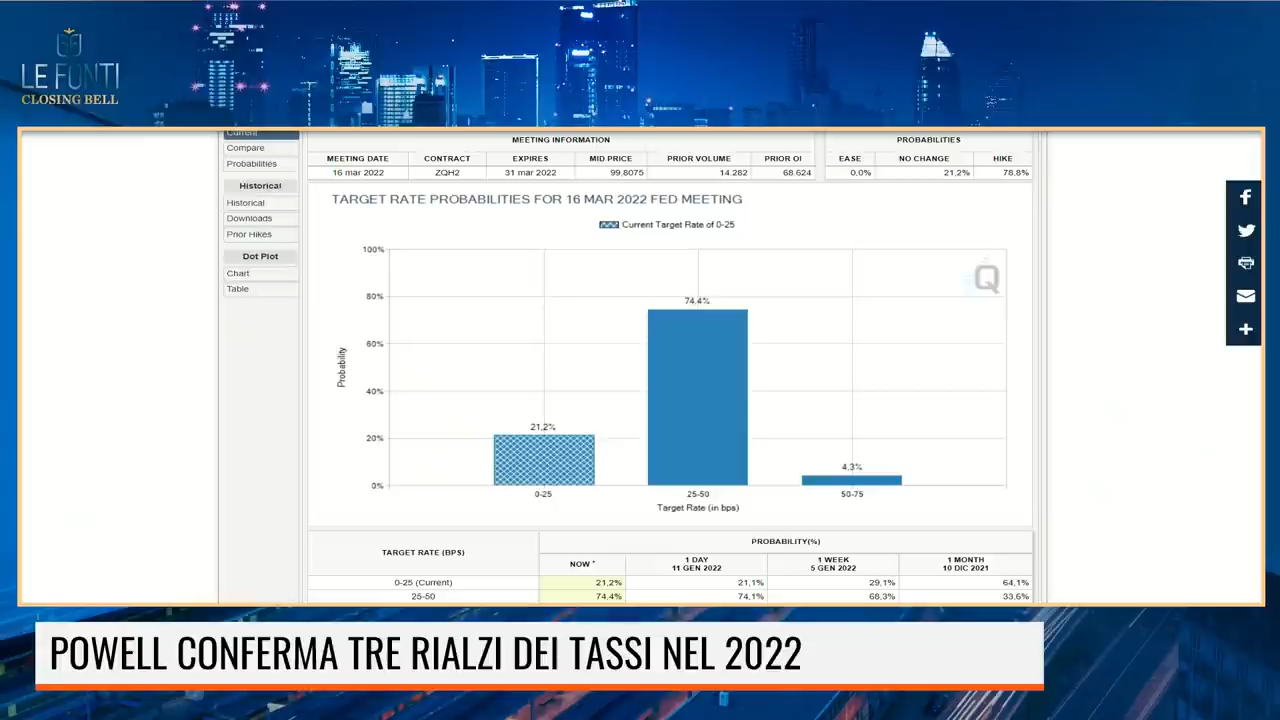 LE FONTI
CLOSING BELL
Current
Compare
Probabilities
Historical
Historical
Downloads
Prior Hikes
Dot Plot
Chart
Table
MEETING INFORMATION
MEETING DATE CONTRACT EXPIRES MID PRICE PRIOR VOLUME PRIOR OI
16 mar 2022 ZQH2 31 mar 2022 99,8075 14.282 68.624
PROBABILITIES
EASE NO CHANGE HIKE
0,0% 21,2% 78,8%
TARGET RATE PROBABILITIES FOR 16 MAR 2022 FED MEETING
Current Target Rate of 0-25
Q
100%
80%
60%
40%
20%
0%
Probability
21,2%
74,4%
4,3%
0-25 25-50 50-75
Target Rate (in bps)
TARGET RATE (BPS)
PROBABILITY(%)
NOW *
1 DAY
11 GEN 2022
1 WEEK
5 GEN 2022
1 MONTH
10 DIC 2021
0-25 (Current) 21,2% 21,1% 29,1% 64,1%
25-50 74,4% 74,1% 68,3% 33,6%
POWELL CONFERMA TRE RIALZI DEI TASSI NEL 2022